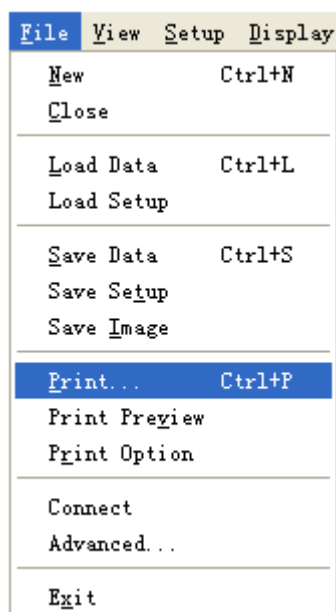 File View Setup Display
New Ctrl+N
Close
Load Data Ctrl+L
Load Setup
Save Data Ctrl+S
Save Setup
Save Image
Print... Ctrl+P
Print Preview
Print Option
Connect
Advanced...
Exit